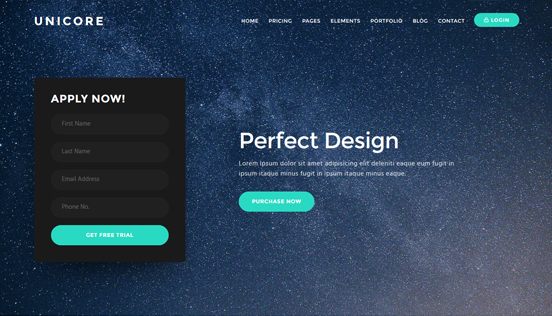 UNICORE
HOME PRICING PAGES ELEMENTS PORTFOLIO BLOG CONTACT LOGIN
APPLY NOW!
First Name
Last Name
Email Address
Phone No.
GET FREE TRIAL
Perfect Design
Lorem ipsum dolor sit amet adipisicing elit deleniti eaque eum fugit in
ipsum itaque minus fugit in ipsum itaque minus eaque.
PURCHASE NOW